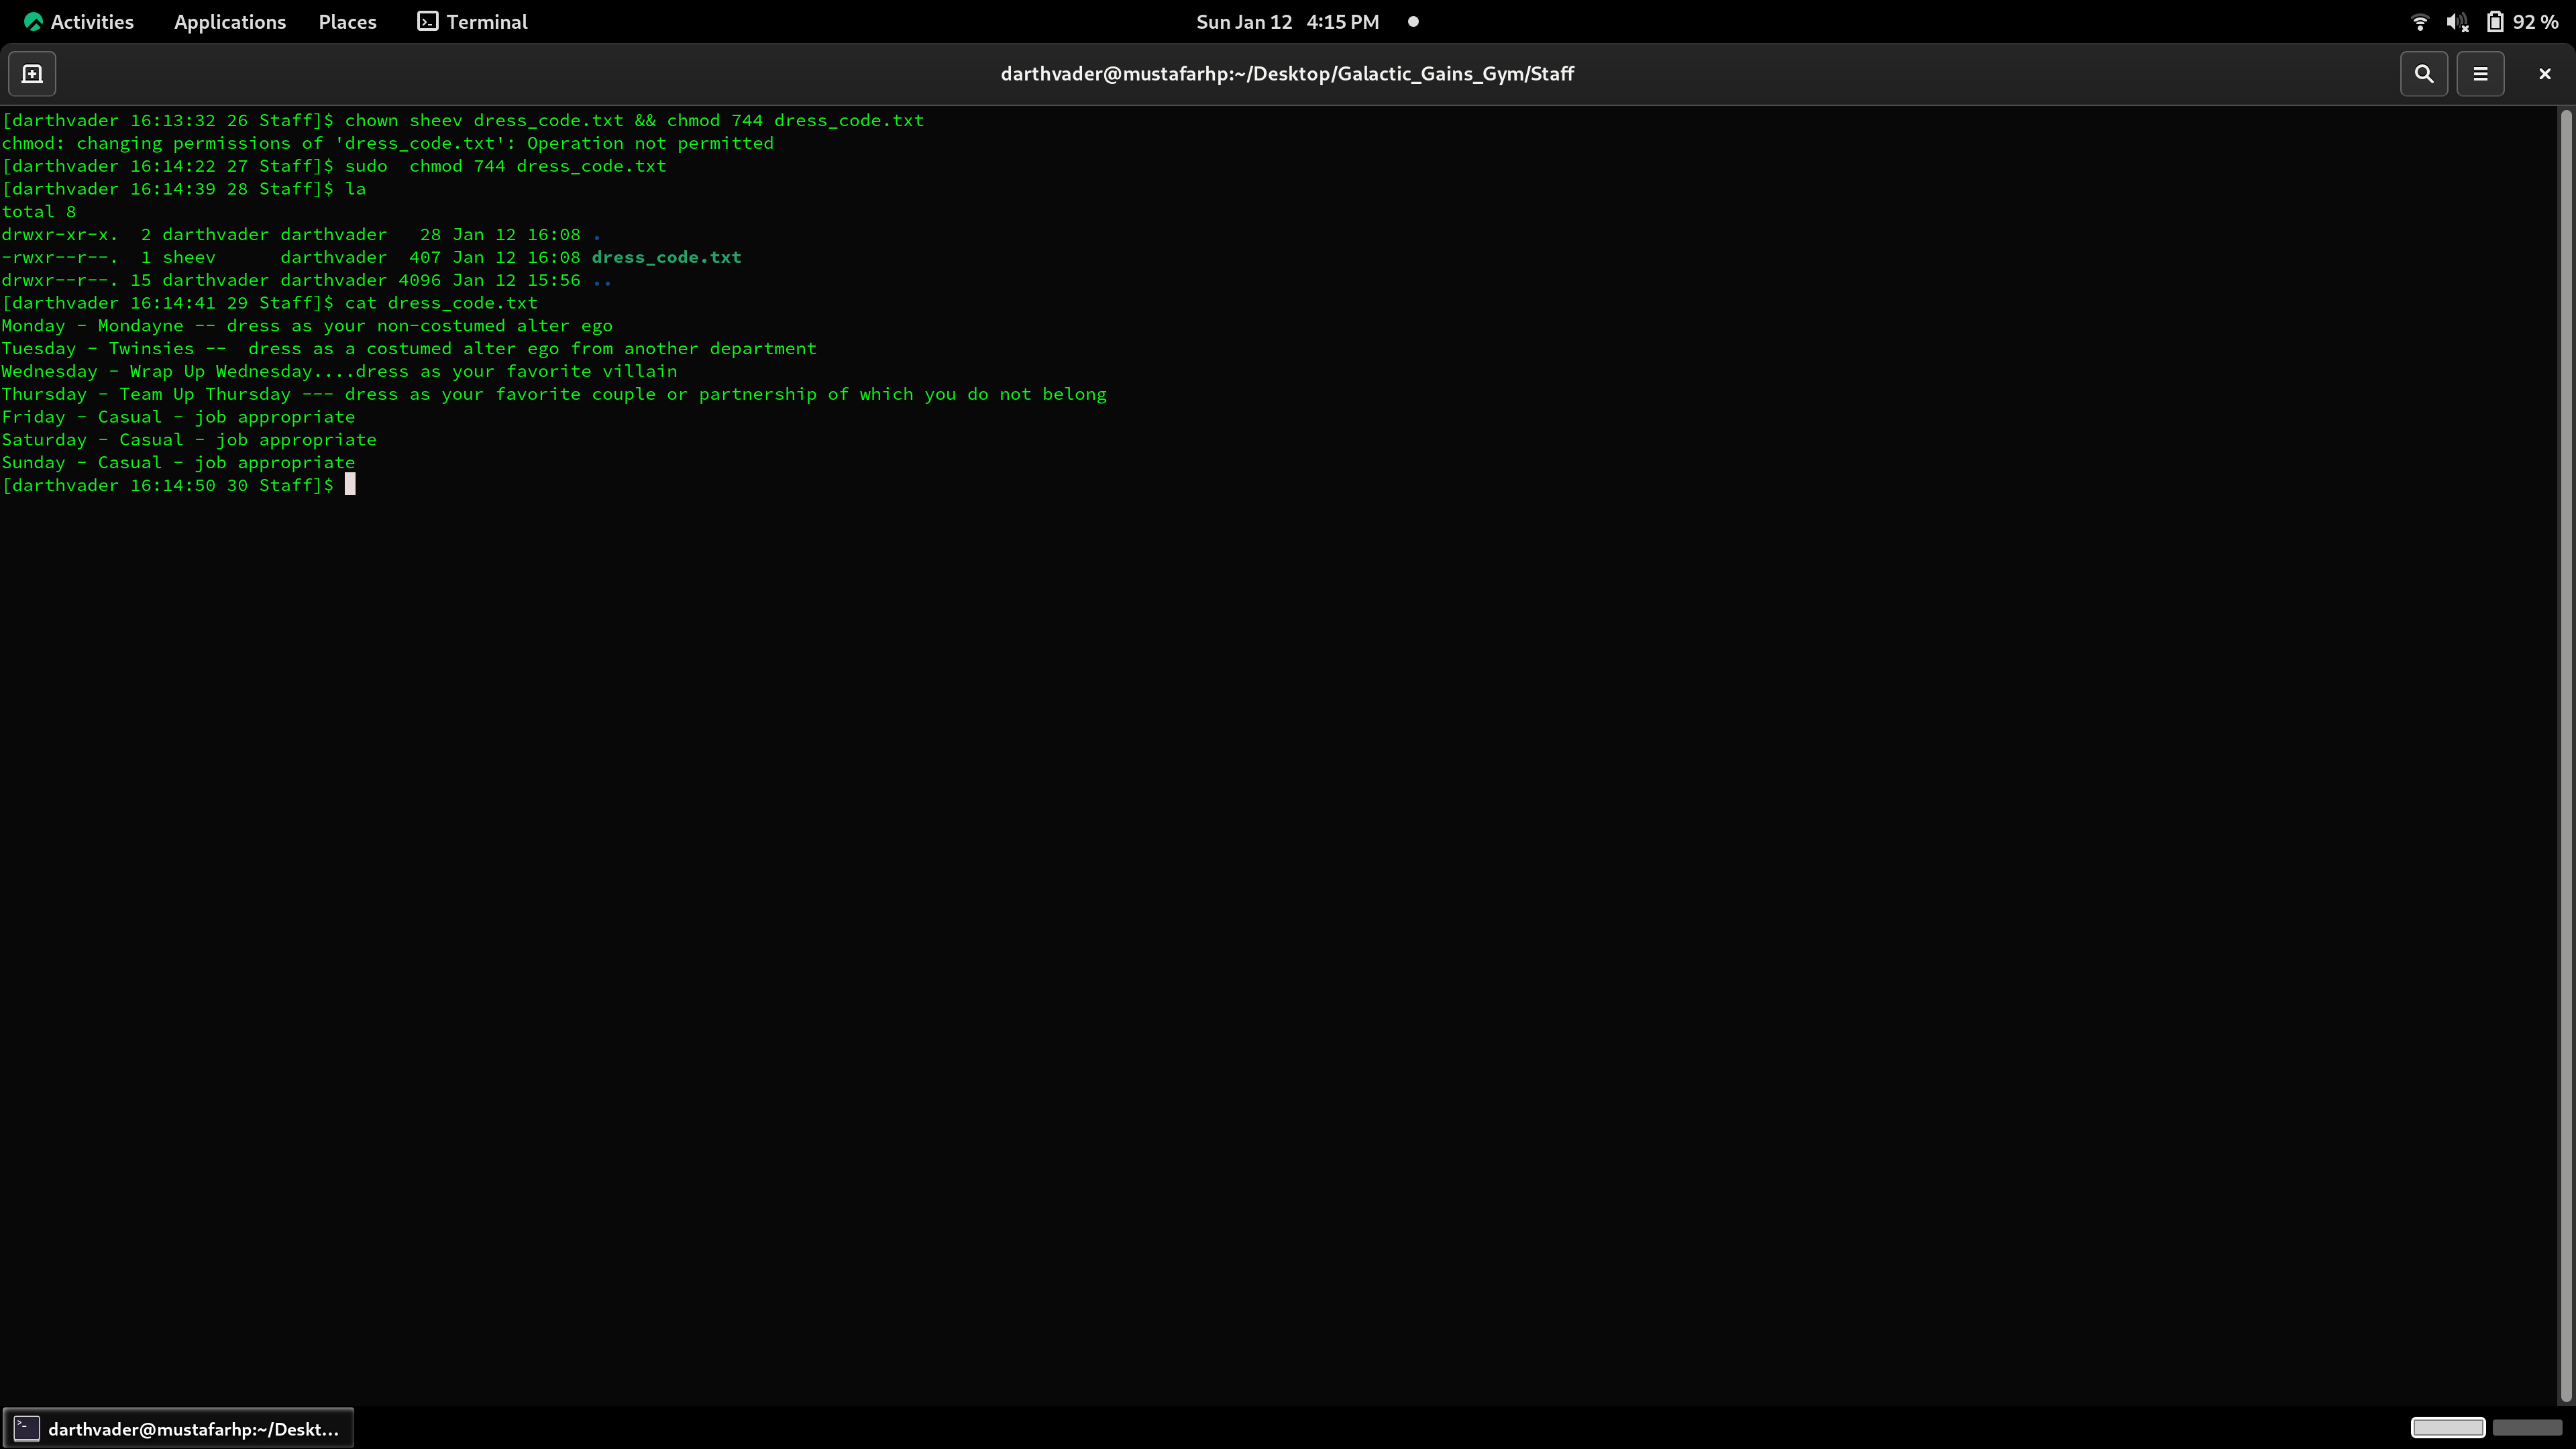 Activities Applications Places Terminal Sun Jan 12 4:15 PM 92 %
darthvader@mustafarhp:~/Desktop/Galactic_Gains_Gym/Staff
[darthvader 16:13:32 26 Staff]$ chown sheev dress_code.txt && chmod 744 dress_code.txt
chmod: changing permissions of 'dress_code.txt': Operation not permitted
[darthvader 16:14:22 27 Staff]$ sudo  chmod 744 dress_code.txt
[darthvader 16:14:39 28 Staff]$ la
total 8
drwxr-xr-x.  2 darthvader darthvader   28 Jan 12 16:08 .
-rwxr--r--.  1 sheev      darthvader  407 Jan 12 16:08 dress_code.txt
drwxr--r--. 15 darthvader darthvader 4096 Jan 12 15:56 ..
[darthvader 16:14:41 29 Staff]$ cat dress_code.txt
Monday - Mondayne -- dress as your non-costumed alter ego
Tuesday - Twinsies --  dress as a costumed alter ego from another department
Wednesday - Wrap Up Wednesday....dress as your favorite villain
Thursday - Team Up Thursday --- dress as your favorite couple or partnership of which you do not belong
Friday - Casual - job appropriate
Saturday - Casual - job appropriate
Sunday - Casual - job appropriate
[darthvader 16:14:50 30 Staff]$
darthvader@mustafarhp:~/Deskt...